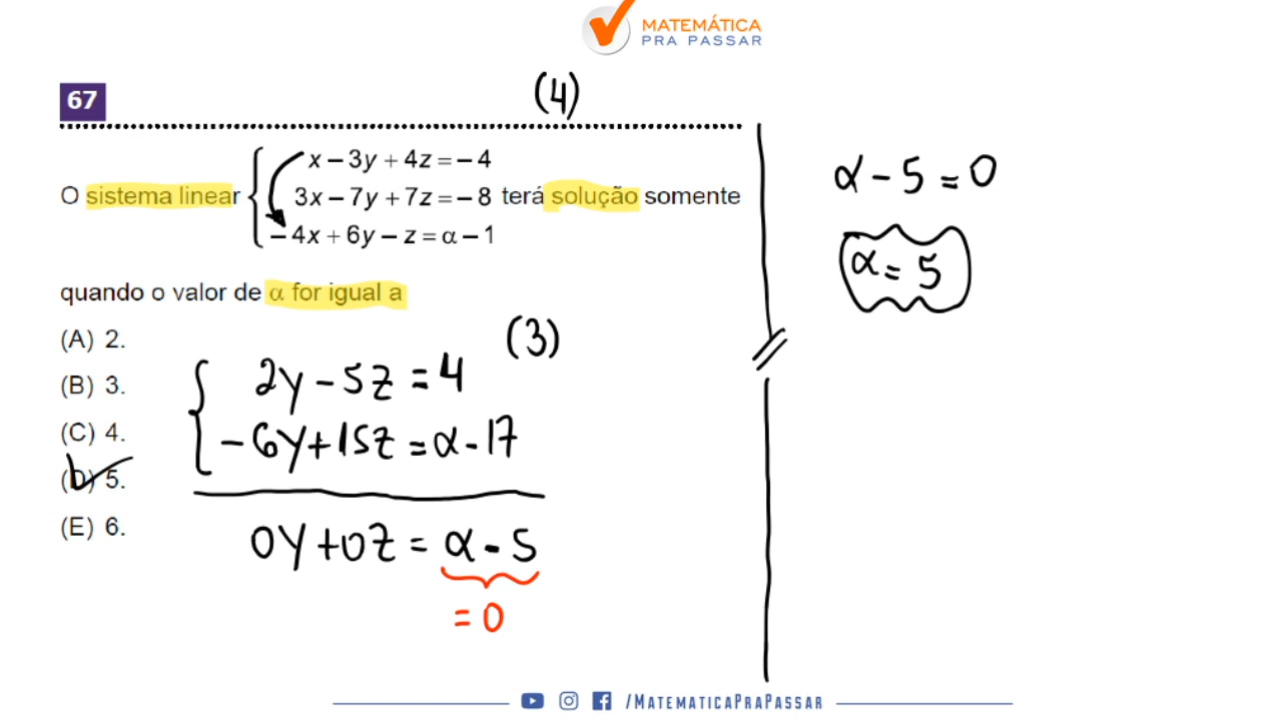 MATEMÁTICA
PRA PASSAR
67
(4)
x – 3y + 4z = – 4
O sistema linear 3x – 7y + 7z = – 8 terá solução somente
– 4x + 6y – z = α – 1
quando o valor de α for igual a
(A) 2.
(B) 3.
(C) 4.
(D) 5.
(E) 6.
(3)
2y - 5z = 4
-6y + 15z = α - 17
0y + 0z = α - 5
= 0
α - 5 = 0
α = 5
/MATEMATICAPRAPASSAR